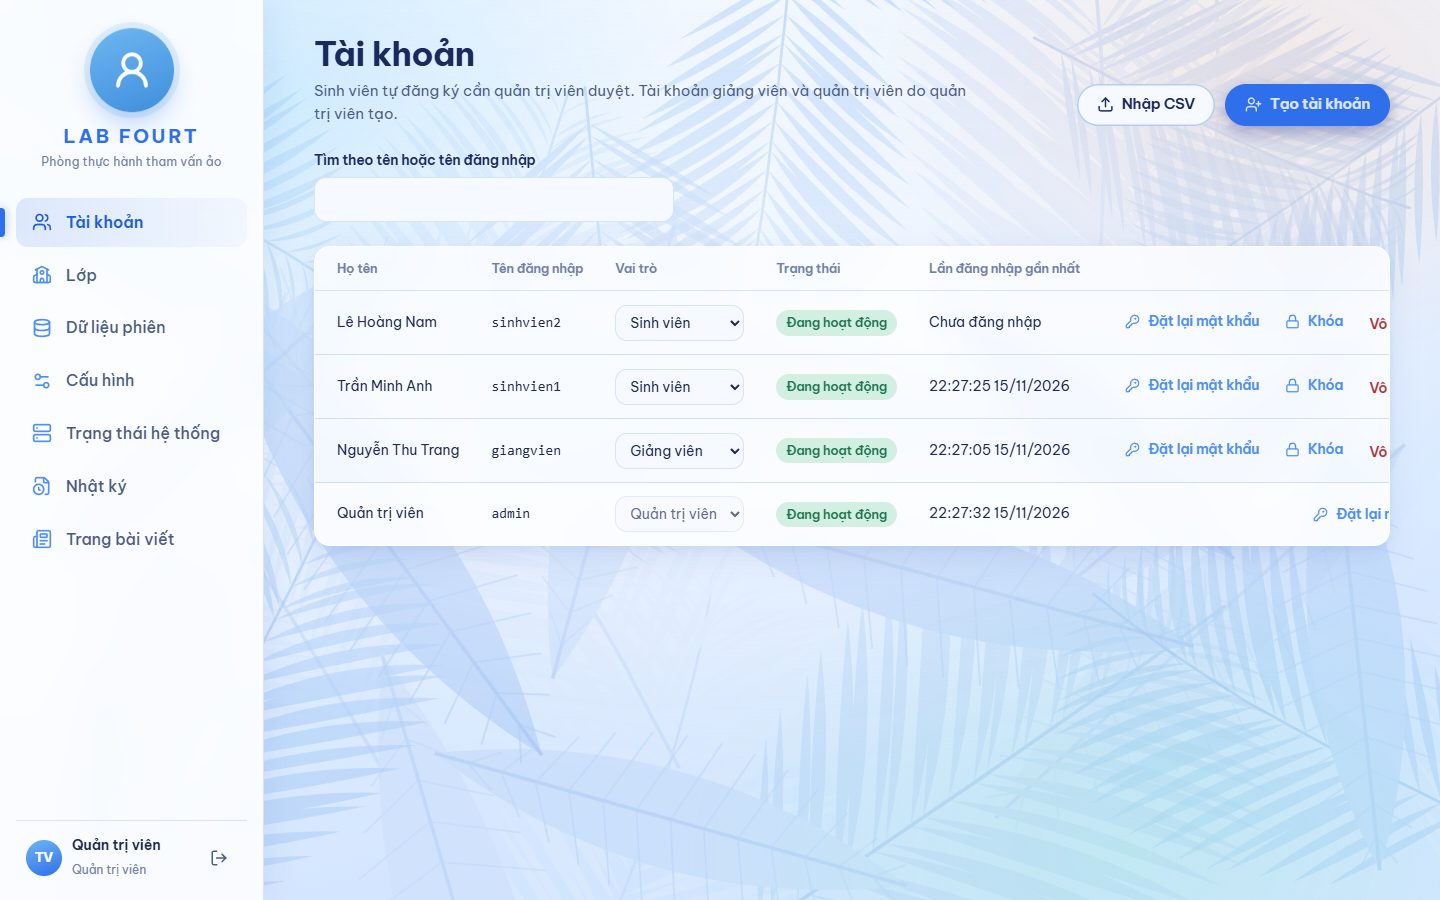 LAB FOURT
Phòng thực hành tham vấn ảo
Tài khoản
Lớp
Dữ liệu phiên
Cấu hình
Trạng thái hệ thống
Nhật ký
Trang bài viết
TV
Quản trị viên
Quản trị viên
Tài khoản
Sinh viên tự đăng ký cần quản trị viên duyệt. Tài khoản giảng viên và quản trị viên do quản
trị viên tạo.
Nhập CSV
Tạo tài khoản
Tìm theo tên hoặc tên đăng nhập
Họ tên Tên đăng nhập Vai trò Trạng thái Lần đăng nhập gần nhất
Lê Hoàng Nam sinhvien2 Sinh viên Đang hoạt động Chưa đăng nhập Đặt lại mật khẩu Khóa Vô
Trần Minh Anh sinhvien1 Sinh viên Đang hoạt động 22:27:25 15/11/2026 Đặt lại mật khẩu Khóa Vô
Nguyễn Thu Trang giangvien Giảng viên Đang hoạt động 22:27:05 15/11/2026 Đặt lại mật khẩu Khóa Vô
Quản trị viên admin Quản trị viên Đang hoạt động 22:27:32 15/11/2026 Đặt lại